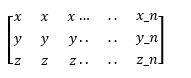 x x x ... . . x_n
y y y . . . . y_n
z z z . . . . z_n